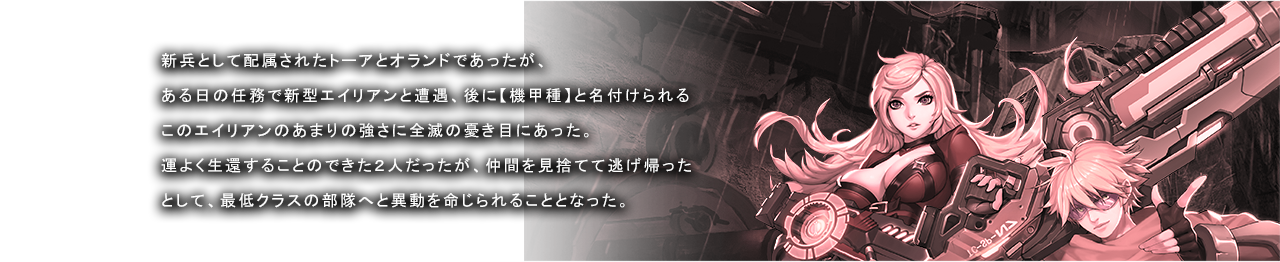 新兵として配属されたトーアとオランドであったが、
ある日の任務で新型エイリアンと遭遇、後に【機甲種】と名付けられる
このエイリアンのあまりの強さに全滅の憂き目にあった。
運よく生還することのできた２人だったが、仲間を見捨てて逃げ帰った
として、最低クラスの部隊へと異動を命じられることとなった。